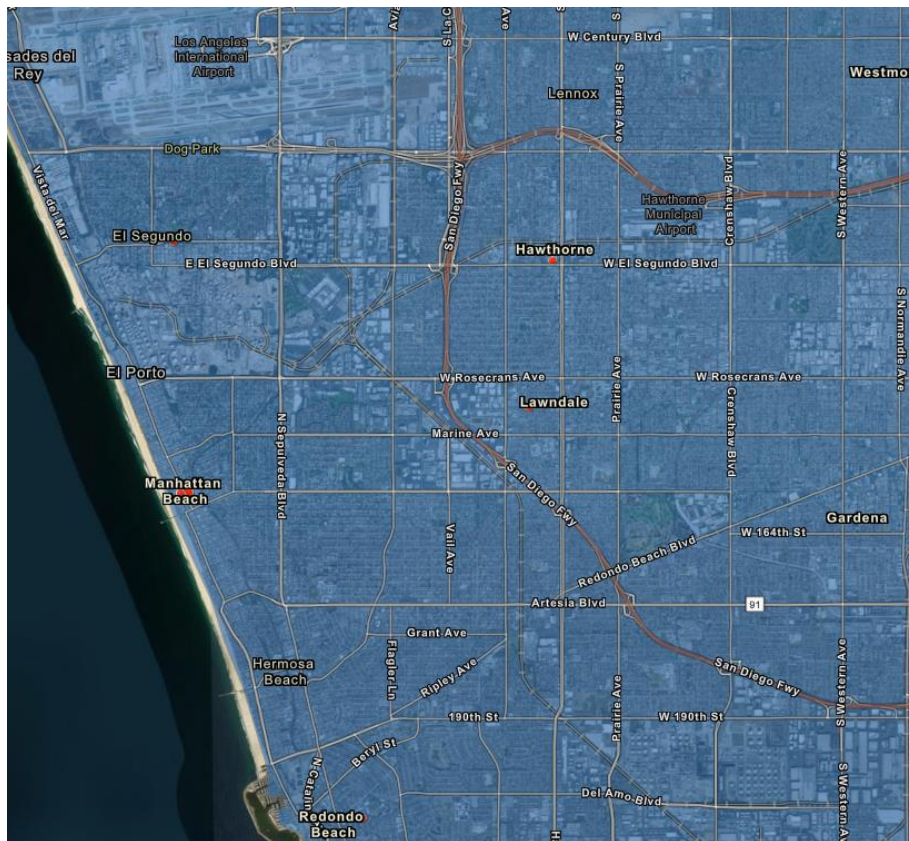 Avia
S La C
Ave
S
W Century Blvd
Los Angeles
International
Airport
sades del
Rey
S Prairie Ave
Westmo
Lennox
Dog Park
Vista del Mar
San Diego Fwy
Crenshaw Blvd
S Western Ave
Hawthorne
Municipal
Airport
El Segundo
Hawthorne
E El Segundo Blvd
W El Segundo Blvd
S Normandie Ave
El Porto
W Rosecrans Ave
W Rosecrans Ave
Prairie Ave
Lawndale
Crenshaw Blvd
N Sepulveda Blvd
Marine Ave
San Diego Fwy
Manhattan
Beach
Vail Ave
Gardena
W 164th St
Redondo Beach Blvd
Artesia Blvd
91
Grant Ave
Flagler Ln
Ripley Ave
Hermosa
Beach
San Diego Fwy
S Western Ave
Prairie Ave
190th St
W 190th St
Beryl St
N Catalin
Del Amo Blvd
S Western Av
Redondo
Beach
H